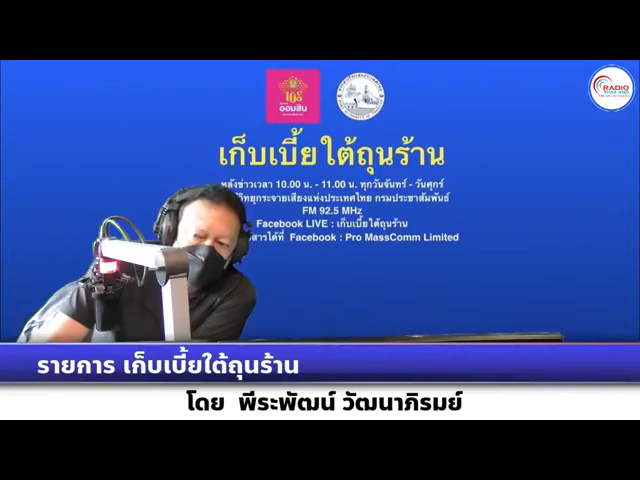 RADIO
THAILAND
ออมสิน
เก็บเบี้ยใต้ถุนร้าน
หลังข่าวเวลา 10.00 น. - 11.00 น. ทุกวันจันทร์ - วันศุกร์
วิทยุกระจายเสียงแห่งประเทศไทย กรมประชาสัมพันธ์
FM 92.5 MHz
Facebook LIVE : เก็บเบี้ยใต้ถุนร้าน
สารได้ที่ Facebook : Pro MassComm Limited
รายการ เก็บเบี้ยใต้ถุนร้าน
โดย พีระพัฒน์ วัฒนาภิรมย์